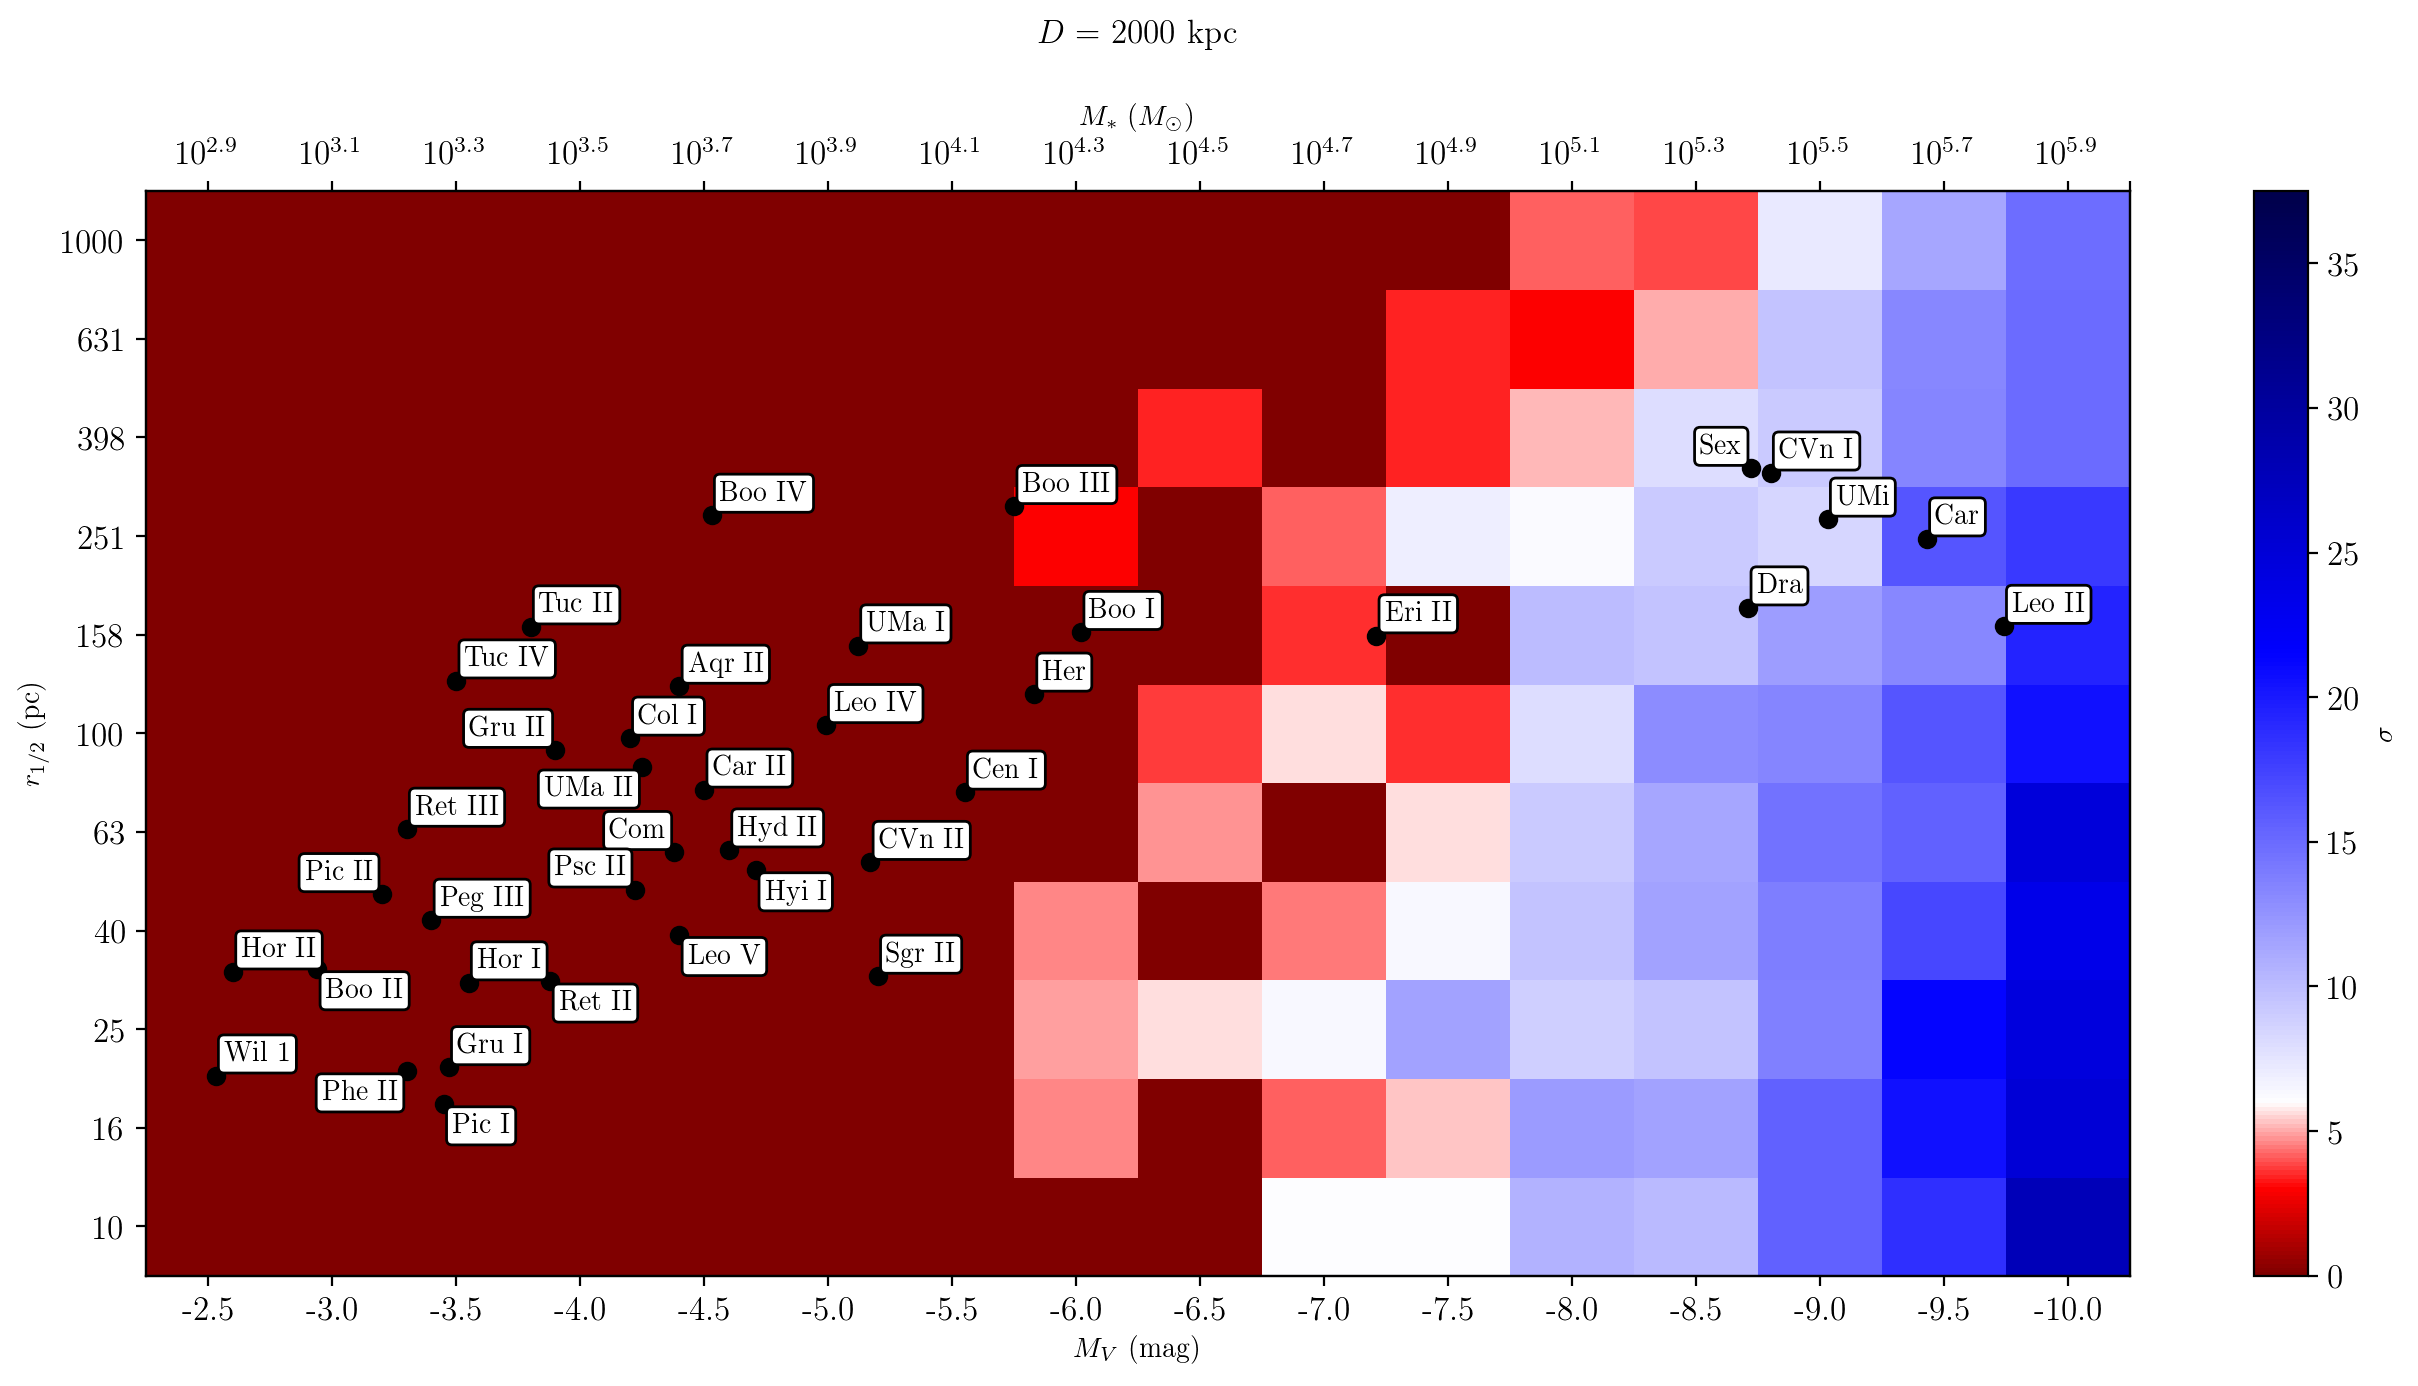 D = 2000 kpc
M_* (M_⊙)
10^2.9 10^3.1 10^3.3 10^3.5 10^3.7 10^3.9 10^4.1 10^4.3 10^4.5 10^4.7 10^4.9 10^5.1 10^5.3 10^5.5 10^5.7 10^5.9
1000
631
398
251
158
100
63
40
25
16
10
r_1/2 (pc)
Sex
CVn I
Boo IV
Boo III
UMi
Car
Tuc II
UMa I
Boo I
Eri II
Dra
Leo II
Tuc IV
Aqr II
Her
Gru II
Col I
Leo IV
UMa II
Car II
Cen I
Ret III
Com
Hyd II
CVn II
Pic II
Psc II
Hyi I
Peg III
Hor II
Hor I
Leo V
Sgr II
Boo II
Ret II
Wil 1
Gru I
Phe II
Pic I
-2.5 -3.0 -3.5 -4.0 -4.5 -5.0 -5.5 -6.0 -6.5 -7.0 -7.5 -8.0 -8.5 -9.0 -9.5 -10.0
M_V (mag)
35
30
25
20
15
10
5
0
σ